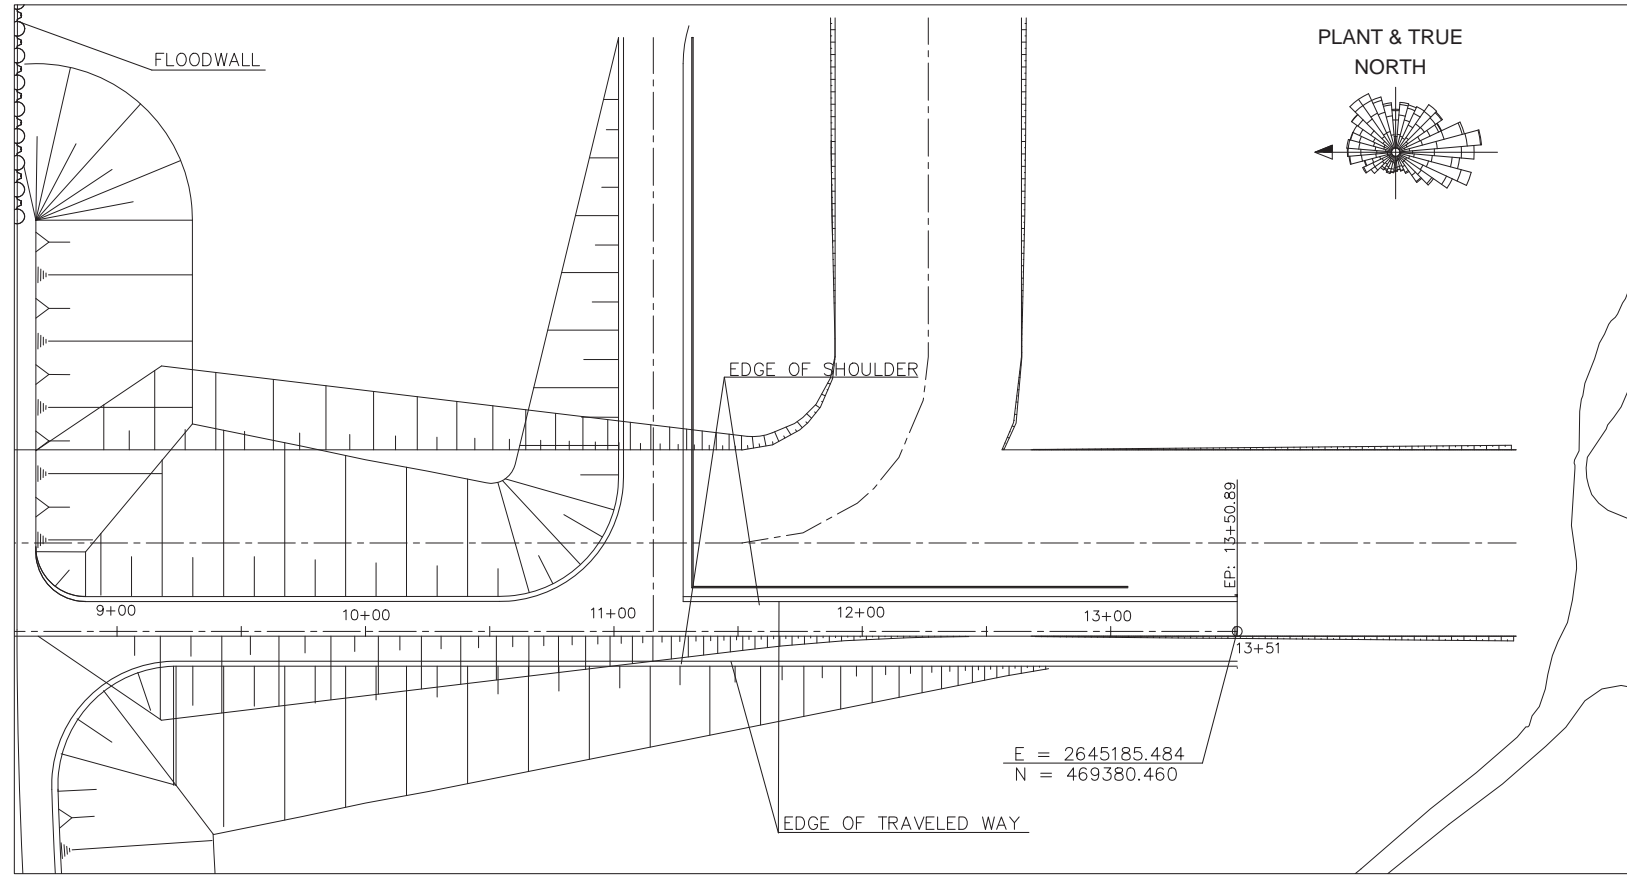 PLANT & TRUE
NORTH
FLOODWALL
EDGE OF SHOULDER
EP: 13+50.89
9+00
10+00
11+00
12+00
13+00
13+51
E = 2645185.484
N = 469380.460
EDGE OF TRAVELED WAY